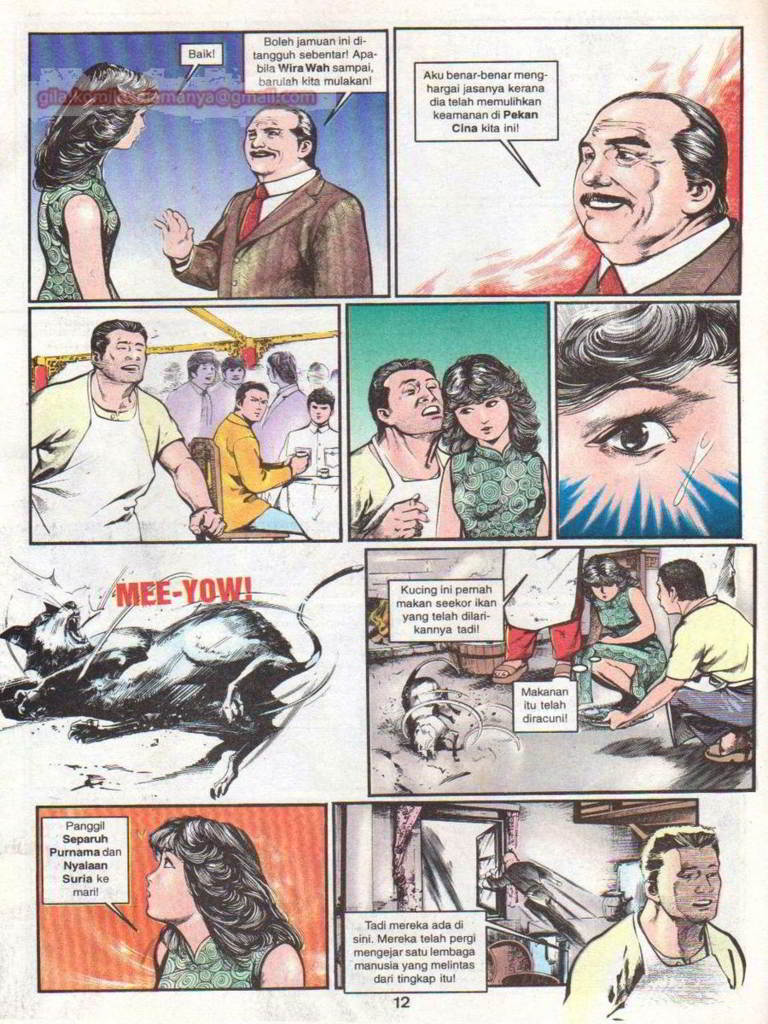 Boleh jamuan ini di-
tangguh sebentar! Apa-
bila Wira Wah sampai,
barulah kita mulakan!
Baik!
gilakomikselamanya@gmail.com
Aku benar-benar meng-
hargai jasanya kerana
dia telah memulihkan
keamanan di Pekan
Cina kita ini!
MEE-YOW!
Kucing ini pernah
makan seekor ikan
yang telah dilari-
kannya tadi!
Makanan
itu telah
diracuni!
Panggil
Separuh
Purnama dan
Nyalaan
Suria ke
mari!
Tadi mereka ada di
sini. Mereka telah pergi
mengejar satu lembaga
manusia yang melintas
dari tingkap itu!
12